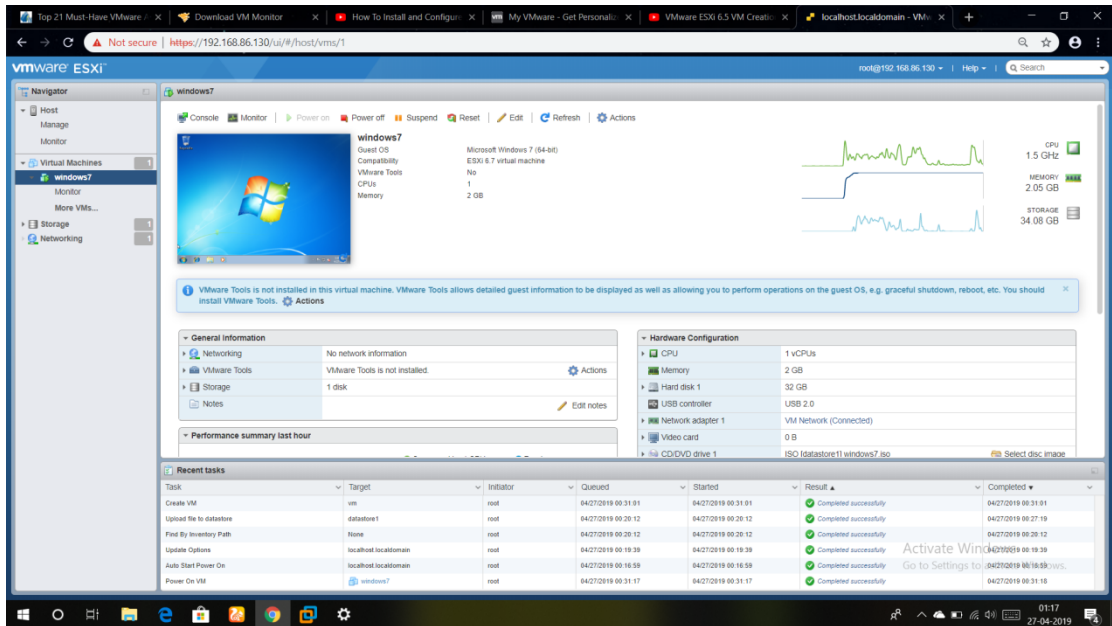 Top 21 Must-Have VMware A
Download VM Monitor
How To Install and Configur
My VMware - Get Personaliz
VMware ESXi 6.5 VM Creation
localhost.localdomain - VMw
Not secure | https://192.168.86.130/ui/#/host/vms/1
vmware ESXi™
root@192.168.86.130 | Help | Search
Navigator
Host
Manage
Monitor
Virtual Machines 1
windows7
Monitor
More VMs...
Storage 1
Networking 1
windows7
Console Monitor | Power on Power off Suspend Reset | Edit | Refresh | Actions
windows7
Guest OS Microsoft Windows 7 (64-bit)
Compatibility ESXi 6.7 virtual machine
VMware Tools No
CPUs 1
Memory 2 GB
CPU
1.5 GHz
MEMORY
2.05 GB
STORAGE
34.08 GB
VMware Tools is not installed in this virtual machine. VMware Tools allows detailed guest information to be displayed as well as allowing you to perform operations on the guest OS, e.g. graceful shutdown, reboot, etc. You should
install VMware Tools. Actions
General Information
Networking No network information
VMware Tools VMware Tools is not installed. Actions
Storage 1 disk
Notes Edit notes
Performance summary last hour
Hardware Configuration
CPU 1 vCPUs
Memory 2 GB
Hard disk 1 32 GB
USB controller USB 2.0
Network adapter 1 VM Network (Connected)
Video card 0 B
CD/DVD drive 1 ISO [datastore1] windows7.iso Select disc image
Recent tasks
Task Target Initiator Queued Started Result Completed
Create VM vm root 04/27/2019 00:31:01 04/27/2019 00:31:01 Completed successfully 04/27/2019 00:31:01
Upload file to datastore datastore1 root 04/27/2019 00:20:12 04/27/2019 00:20:12 Completed successfully 04/27/2019 00:27:19
Find By Inventory Path None root 04/27/2019 00:20:12 04/27/2019 00:20:12 Completed successfully 04/27/2019 00:20:12
Update Options localhost.localdomain root 04/27/2019 00:19:39 04/27/2019 00:19:39 Completed successfully 04/27/2019 00:19:39
Auto Start Power On localhost.localdomain root 04/27/2019 00:16:59 04/27/2019 00:16:59 Completed successfully 04/27/2019 00:16:59
Power On VM windows7 root 04/27/2019 00:31:17 04/27/2019 00:31:17 Completed successfully 04/27/2019 00:31:18
Activate Windows
Go to Settings to activate Windows.
01:17
27-04-2019
4